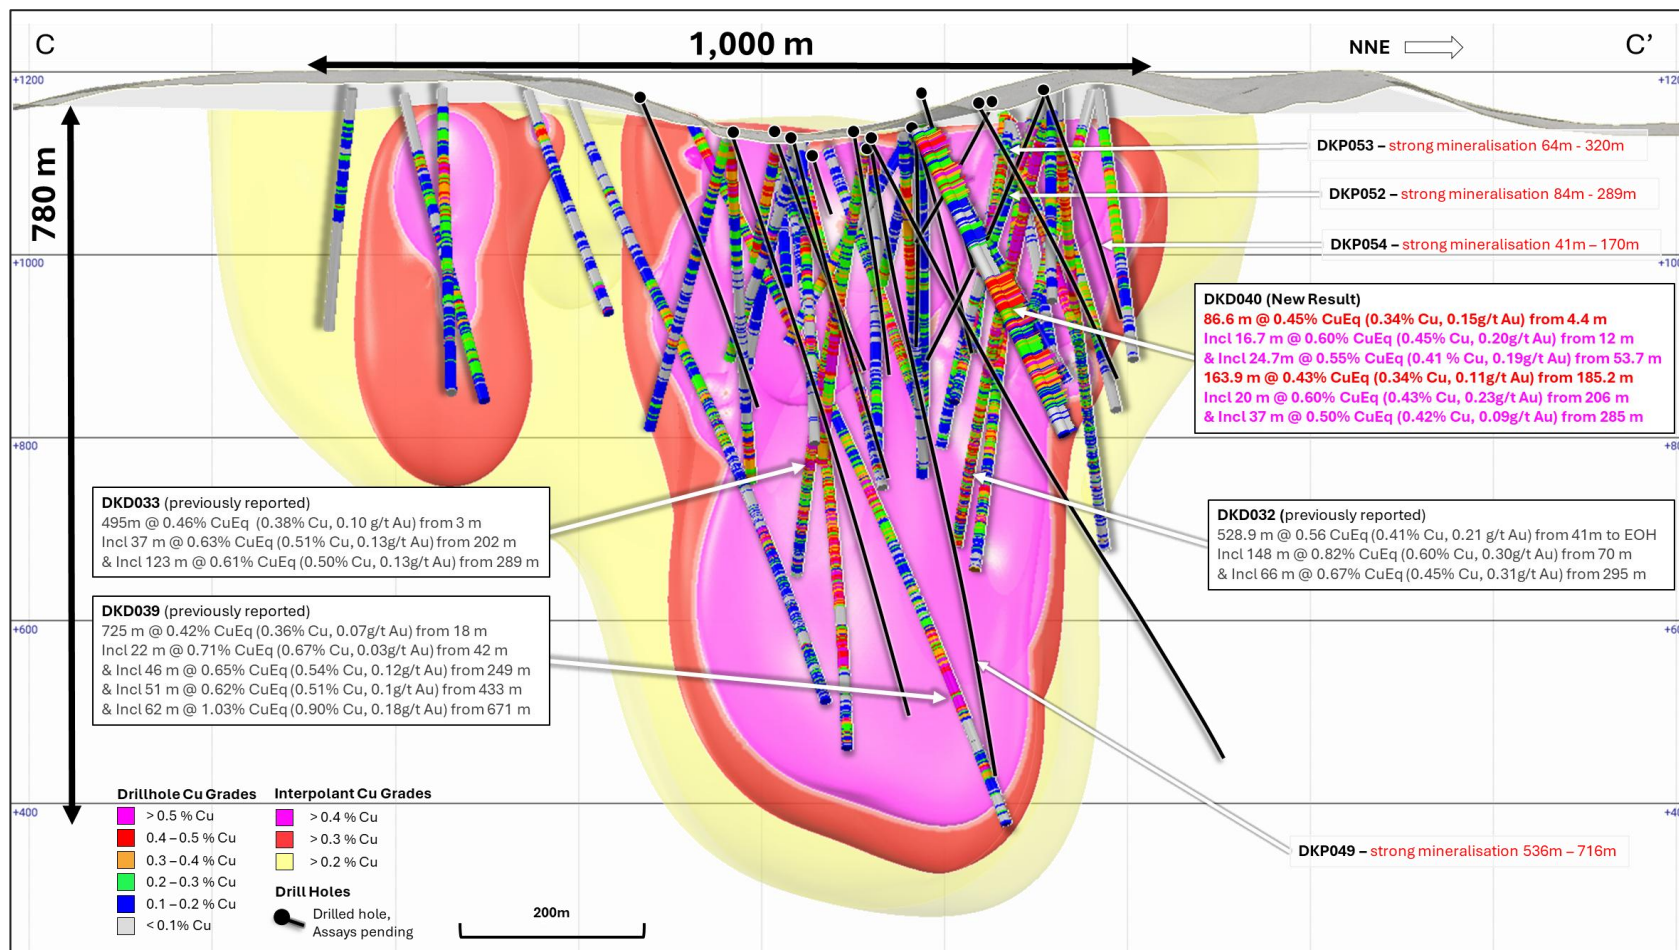 C
1,000 m
NNE
C’
+1200
780 m
+1000
+800
+600
+400
DKP053 – strong mineralisation 64m - 320m
DKP052 – strong mineralisation 84m - 289m
DKP054 – strong mineralisation 41m – 170m
DKD040 (New Result)
86.6 m @ 0.45% CuEq (0.34% Cu, 0.15g/t Au) from 4.4 m
Incl 16.7 m @ 0.60% CuEq (0.45% Cu, 0.20g/t Au) from 12 m
& Incl 24.7m @ 0.55% CuEq (0.41 % Cu, 0.19g/t Au) from 53.7 m
163.9 m @ 0.43% CuEq (0.34% Cu, 0.11g/t Au) from 185.2 m
Incl 20 m @ 0.60% CuEq (0.43% Cu, 0.23g/t Au) from 206 m
& Incl 37 m @ 0.50% CuEq (0.42% Cu, 0.09g/t Au) from 285 m
DKD033 (previously reported)
495m @ 0.46% CuEq (0.38% Cu, 0.10 g/t Au) from 3 m
Incl 37 m @ 0.63% CuEq (0.51% Cu, 0.13g/t Au) from 202 m
& Incl 123 m @ 0.61% CuEq (0.50% Cu, 0.13g/t Au) from 289 m
DKD032 (previously reported)
528.9 m @ 0.56 CuEq (0.41% Cu, 0.21 g/t Au) from 41m to EOH
Incl 148 m @ 0.82% CuEq (0.60% Cu, 0.30g/t Au) from 70 m
& Incl 66 m @ 0.67% CuEq (0.45% Cu, 0.31g/t Au) from 295 m
DKD039 (previously reported)
725 m @ 0.42% CuEq (0.36% Cu, 0.07g/t Au) from 18 m
Incl 22 m @ 0.71% CuEq (0.67% Cu, 0.03g/t Au) from 42 m
& Incl 46 m @ 0.65% CuEq (0.54% Cu, 0.12g/t Au) from 249 m
& Incl 51 m @ 0.62% CuEq (0.51% Cu, 0.1g/t Au) from 433 m
& Incl 62 m @ 1.03% CuEq (0.90% Cu, 0.18g/t Au) from 671 m
DKP049 – strong mineralisation 536m – 716m
Drillhole Cu Grades
> 0.5 % Cu
0.4 – 0.5 % Cu
0.3 – 0.4 % Cu
0.2 – 0.3 % Cu
0.1 – 0.2 % Cu
< 0.1% Cu
Interpolant Cu Grades
> 0.4 % Cu
> 0.3 % Cu
> 0.2 % Cu
Drill Holes
Drilled hole,
Assays pending
200m